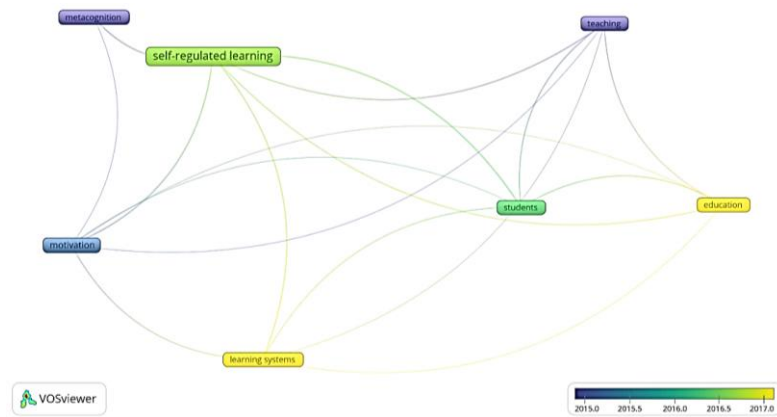 metacognition
teaching
self-regulated learning
students
education
motivation
learning systems
VOSviewer
2015.0 2015.5 2016.0 2016.5 2017.0